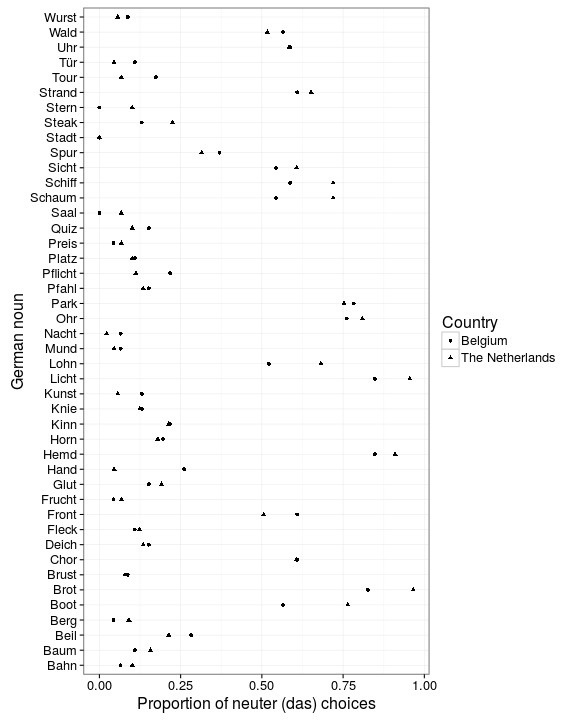 Wurst
Wald
Uhr
Tür
Tour
Strand
Stern
Steak
Stadt
Spur
Sicht
Schiff
Schaum
Saal
Quiz
Preis
Platz
Pflicht
Pfahl
Park
Ohr
Nacht
Mund
Lohn
Licht
Kunst
Knie
Kinn
Horn
Hemd
Hand
Glut
Frucht
Front
Fleck
Deich
Chor
Brust
Brot
Boot
Berg
Beil
Baum
Bahn
German noun
0.00 0.25 0.50 0.75 1.00
Proportion of neuter (das) choices
Country
Belgium
The Netherlands